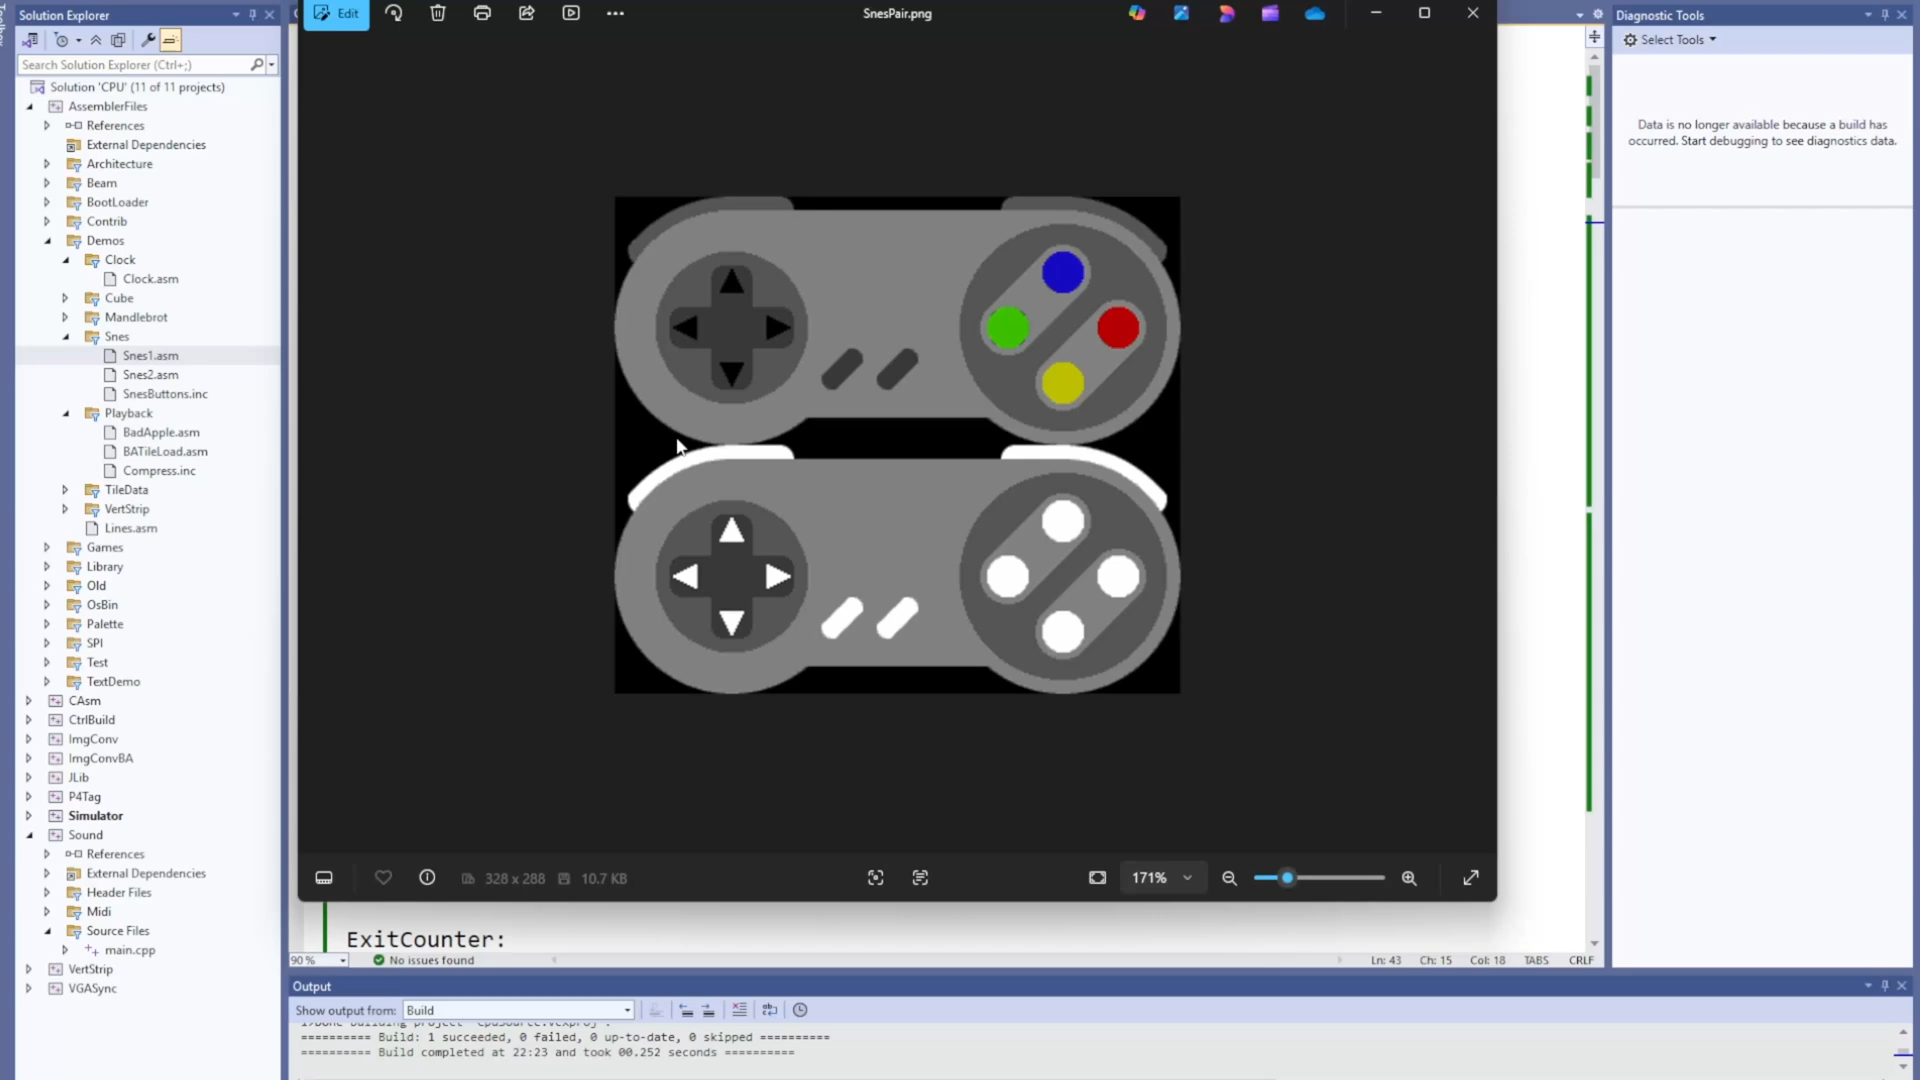 Solution Explorer
Search Solution Explorer (Ctrl+;)
Solution 'CPU' (11 of 11 projects)
AssemblerFiles
References
External Dependencies
Architecture
Beam
BootLoader
Contrib
Demos
Clock
Clock.asm
Cube
Mandlebrot
Snes
Snes1.asm
Snes2.asm
SnesButtons.inc
Playback
BadApple.asm
BATileLoad.asm
Compress.inc
TileData
VertStrip
Lines.asm
Games
Library
Old
OsBin
Palette
SPI
Test
TextDemo
CAsm
CtrlBuild
ImgConv
ImgConvBA
JLib
P4Tag
Simulator
Sound
References
External Dependencies
Header Files
Midi
Source Files
main.cpp
VertStrip
VGASync
Edit
SnesPair.png
328 x 288
10.7 KB
171%
ExitCounter:
90 %
No issues found
Ln: 43 Ch: 15 Col: 18 TABS CRLF
Output
Show output from: Build
========== Build: 1 succeeded, 0 failed, 0 up-to-date, 0 skipped ==========
========== Build completed at 22:23 and took 00.252 seconds ==========
Diagnostic Tools
Select Tools
Data is no longer available because a build has
occurred. Start debugging to see diagnostics data.